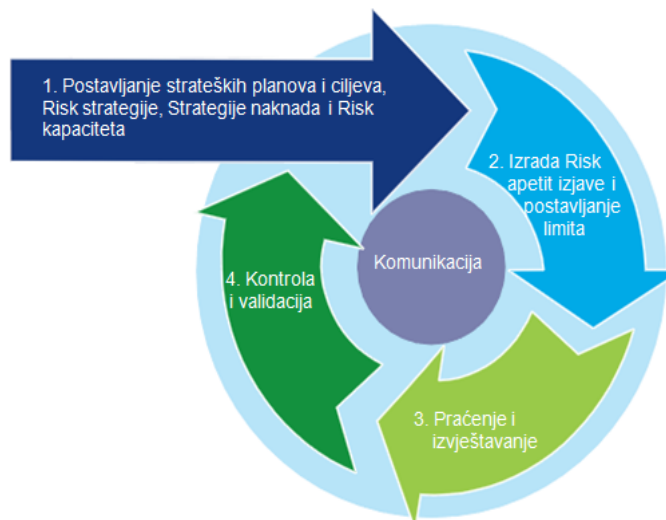 1. Postavljanje strateških planova i ciljeva,
Risk strategije, Strategije naknada i Risk
kapaciteta
2. Izrada Risk
apetit izjave i
postavljanje
limita
Komunikacija
4. Kontrola
i validacija
3. Praćenje i
izvještavanje